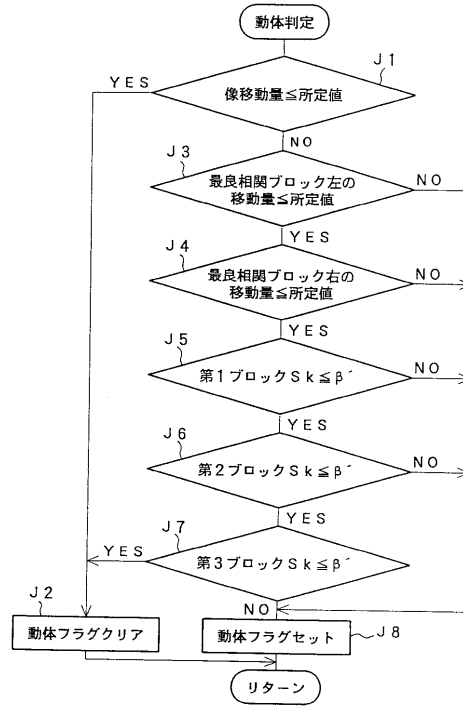 動体判定
J1
YES
像移動量≦所定値
NO
J3
NO
最良相関ブロック左の
移動量≦所定値
YES
J4
NO
最良相関ブロック右の
移動量≦所定値
YES
J5
NO
第1ブロックSk≦β´
YES
J6
NO
第2ブロックSk≦β´
YES
J7
YES
第3ブロックSk≦β´
J2
NO
動体フラグクリア
動体フラグセット
J8
リターン